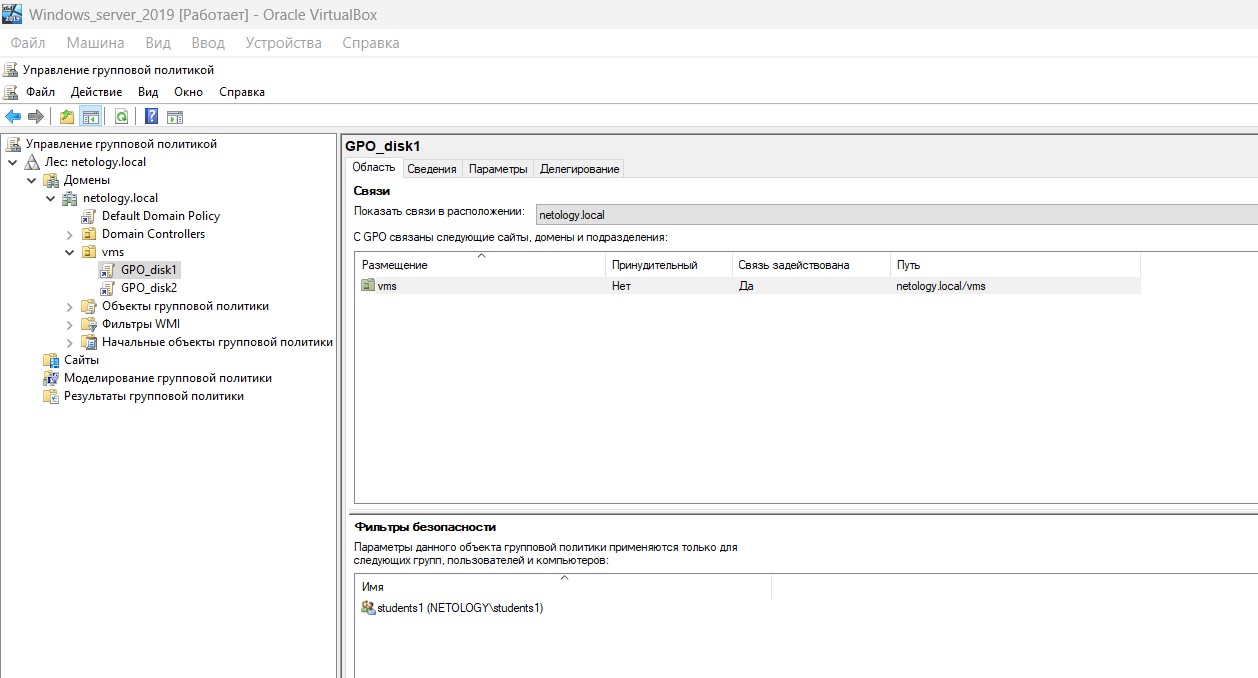 Windows_server_2019 [Работает] - Oracle VirtualBox
Файл Машина Вид Ввод Устройства Справка
Управление групповой политикой
Файл Действие Вид Окно Справка
Управление групповой политикой
Лес: netology.local
Домены
netology.local
Default Domain Policy
Domain Controllers
vms
GPO_disk1
GPO_disk2
Объекты групповой политики
Фильтры WMI
Начальные объекты групповой политики
Сайты
Моделирование групповой политики
Результаты групповой политики
GPO_disk1
Область Сведения Параметры Делегирование
Связи
Показать связи в расположении: netology.local
С GPO связаны следующие сайты, домены и подразделения:
Размещение Принудительный Связь задействована Путь
vms Нет Да netology.local/vms
Фильтры безопасности
Параметры данного объекта групповой политики применяются только для
следующих групп, пользователей и компьютеров:
Имя
students1 (NETOLOGY\students1)